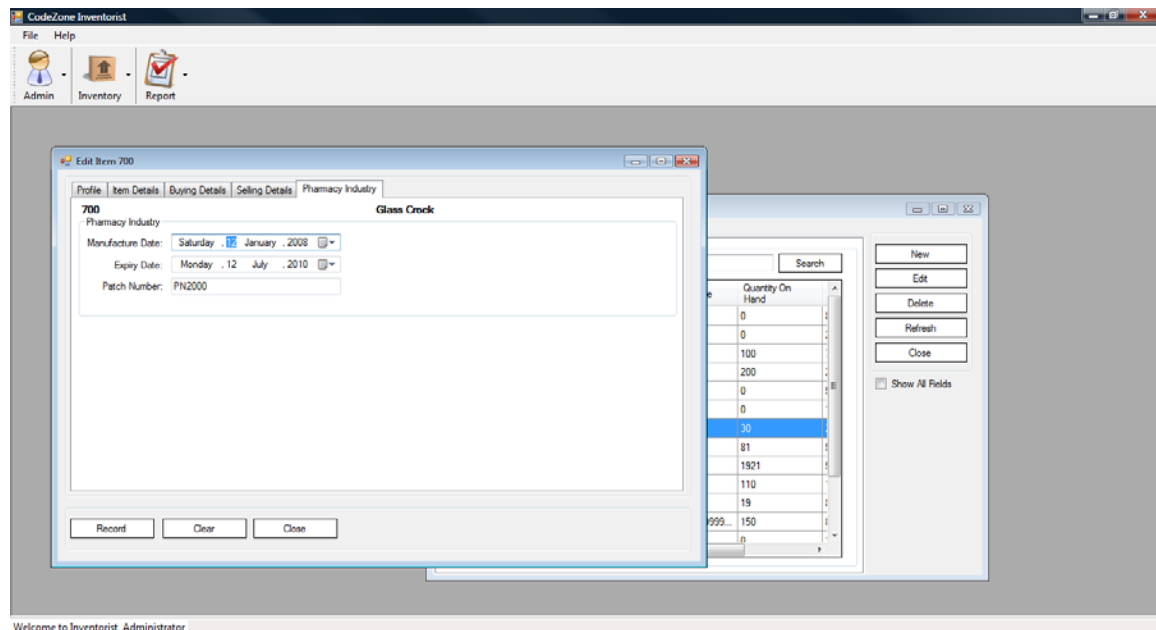 CodeZone Inventorist
File Help
Admin Inventory Report
Edit Item 700
Profile Item Details Buying Details Selling Details Pharmacy Industry
700 Glass Crock
Pharmacy Industry
Manufacture Date: Saturday , 12 January , 2008
Expiry Date: Monday , 12 July , 2010
Patch Number: PN2000
Record Clear Close
Search
Quantity On
Hand
0
0
100
200
0
0
30
81
1921
110
19
9999... 150
0
New
Edit
Delete
Refresh
Close
Show All Fields
Welcome to Inventorist, Administrator